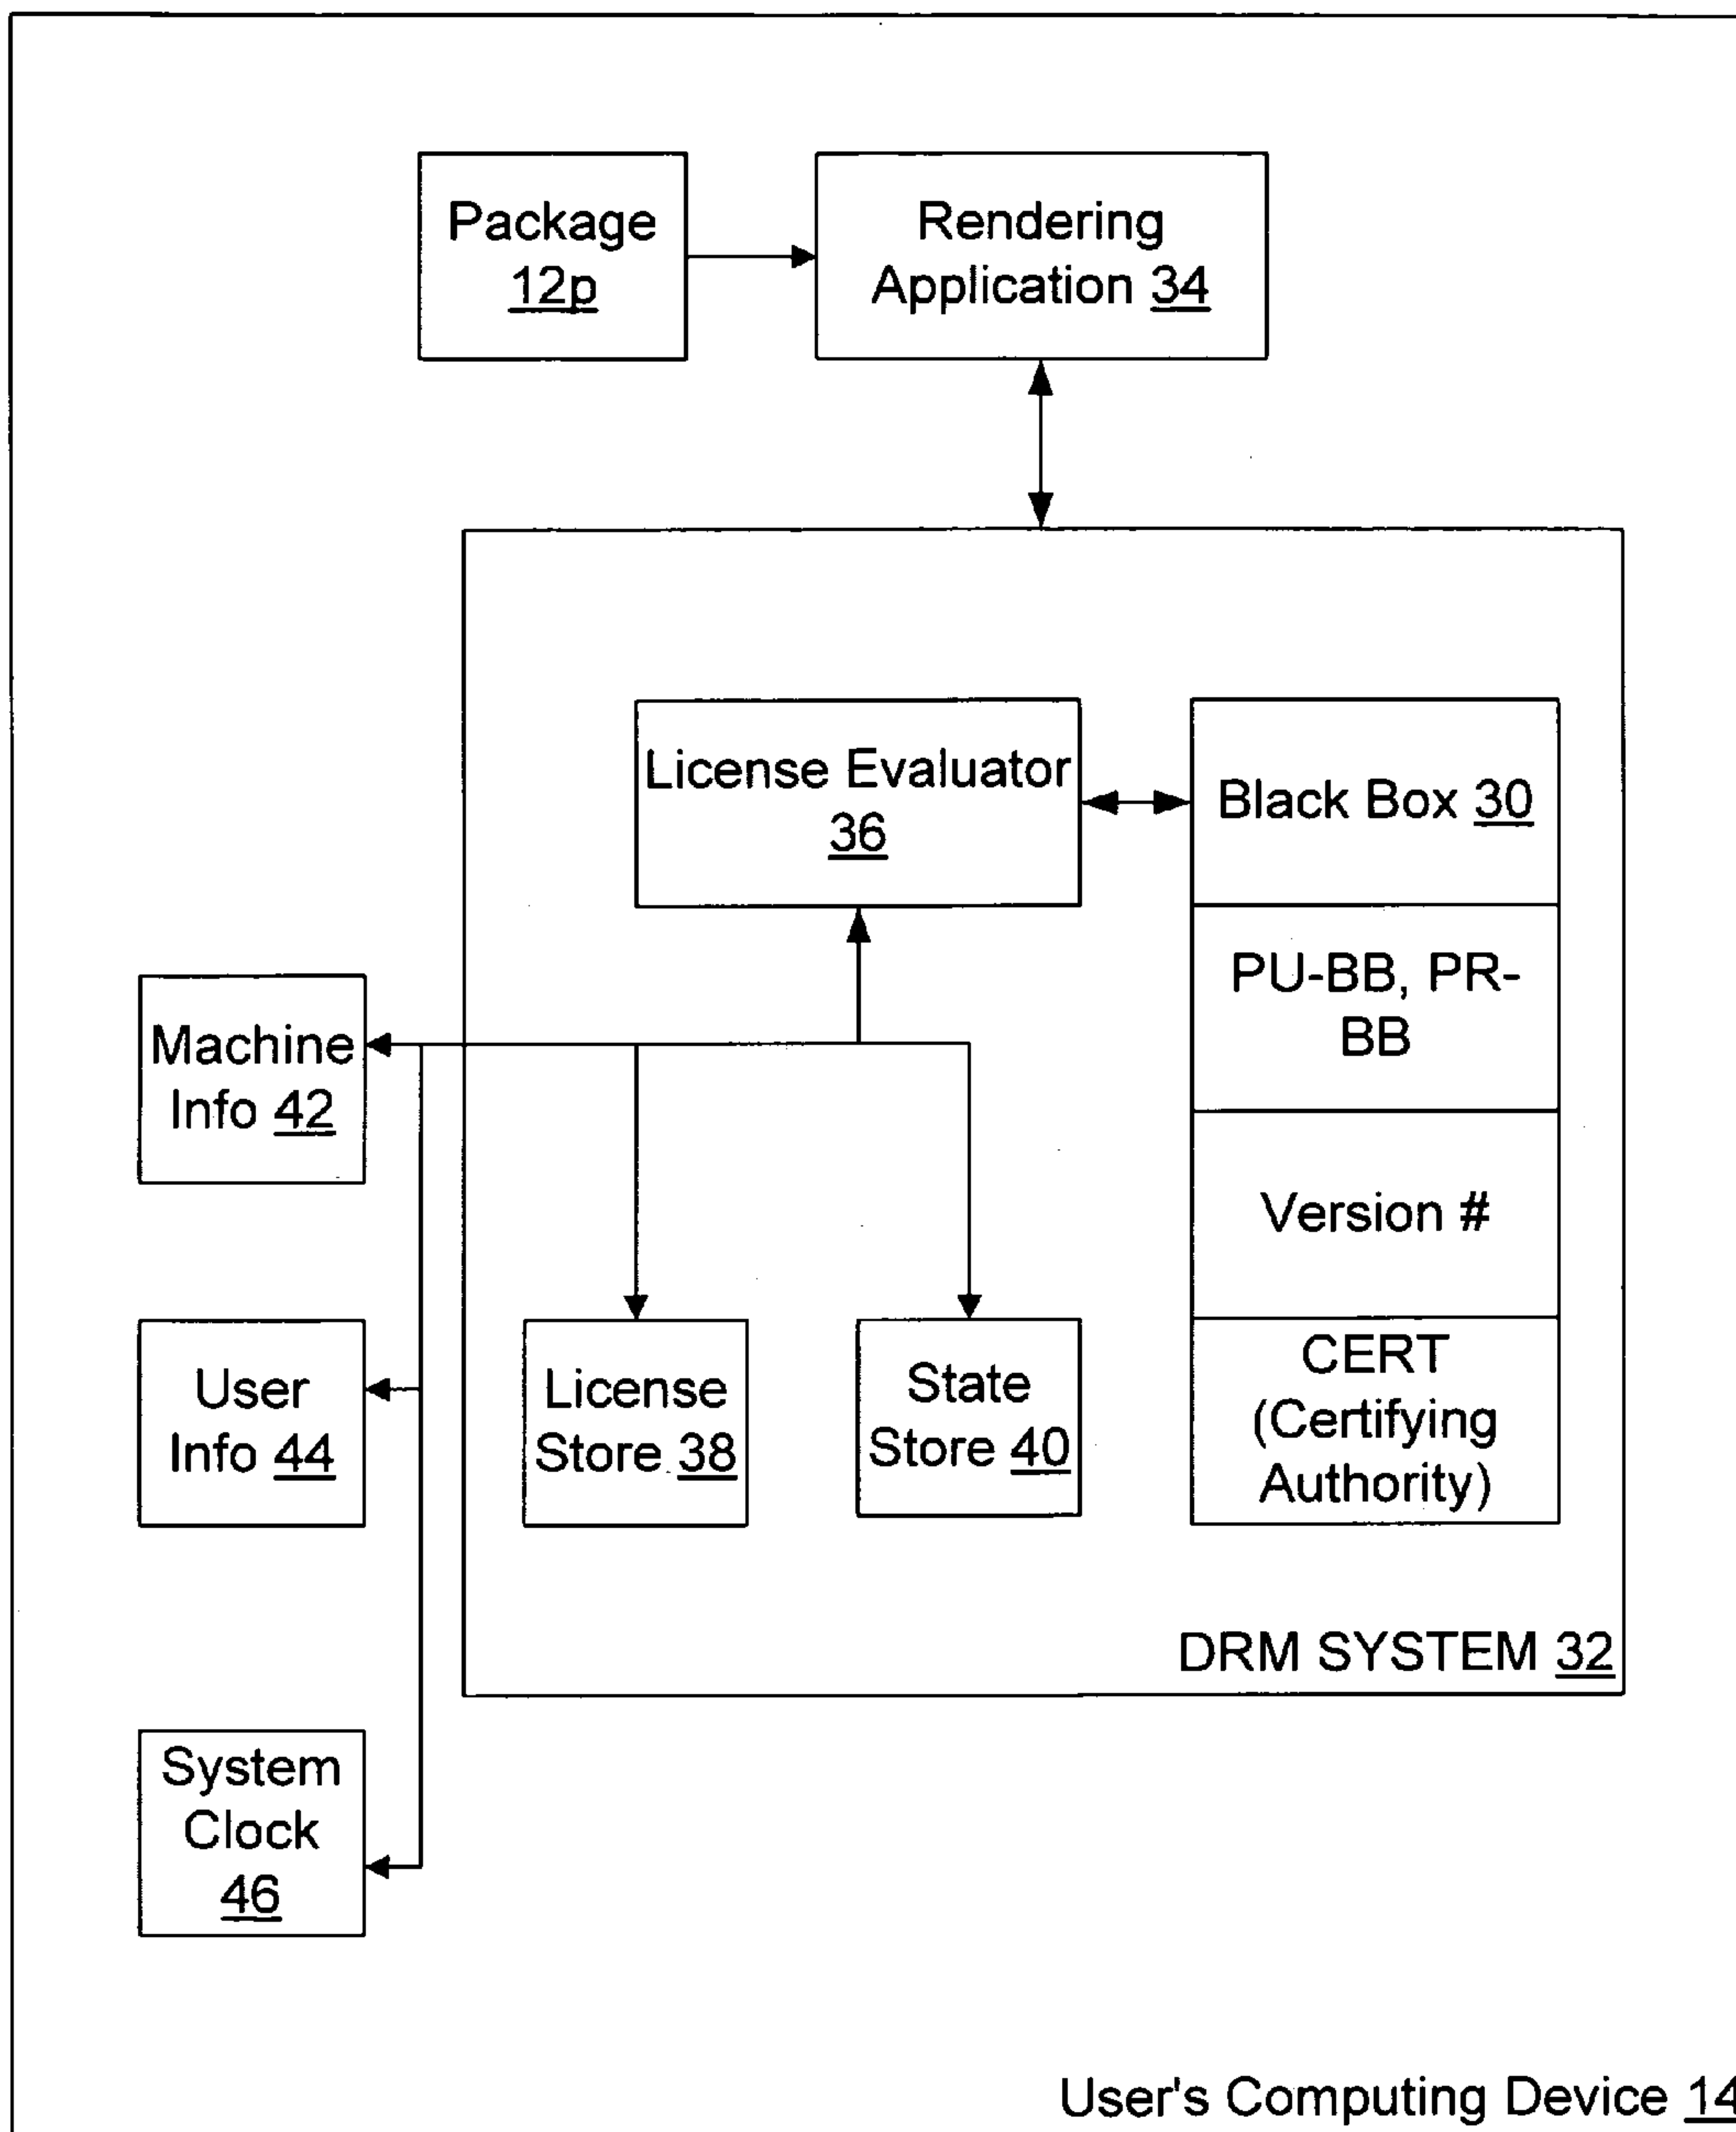 Package
12p
Rendering
Application 34
License Evaluator
36
Black Box 30
PU-BB, PR-
BB
Version #
CERT
(Certifying
Authority)
Machine
Info 42
User
Info 44
System
Clock
46
License
Store 38
State
Store 40
DRM SYSTEM 32
User's Computing Device 14